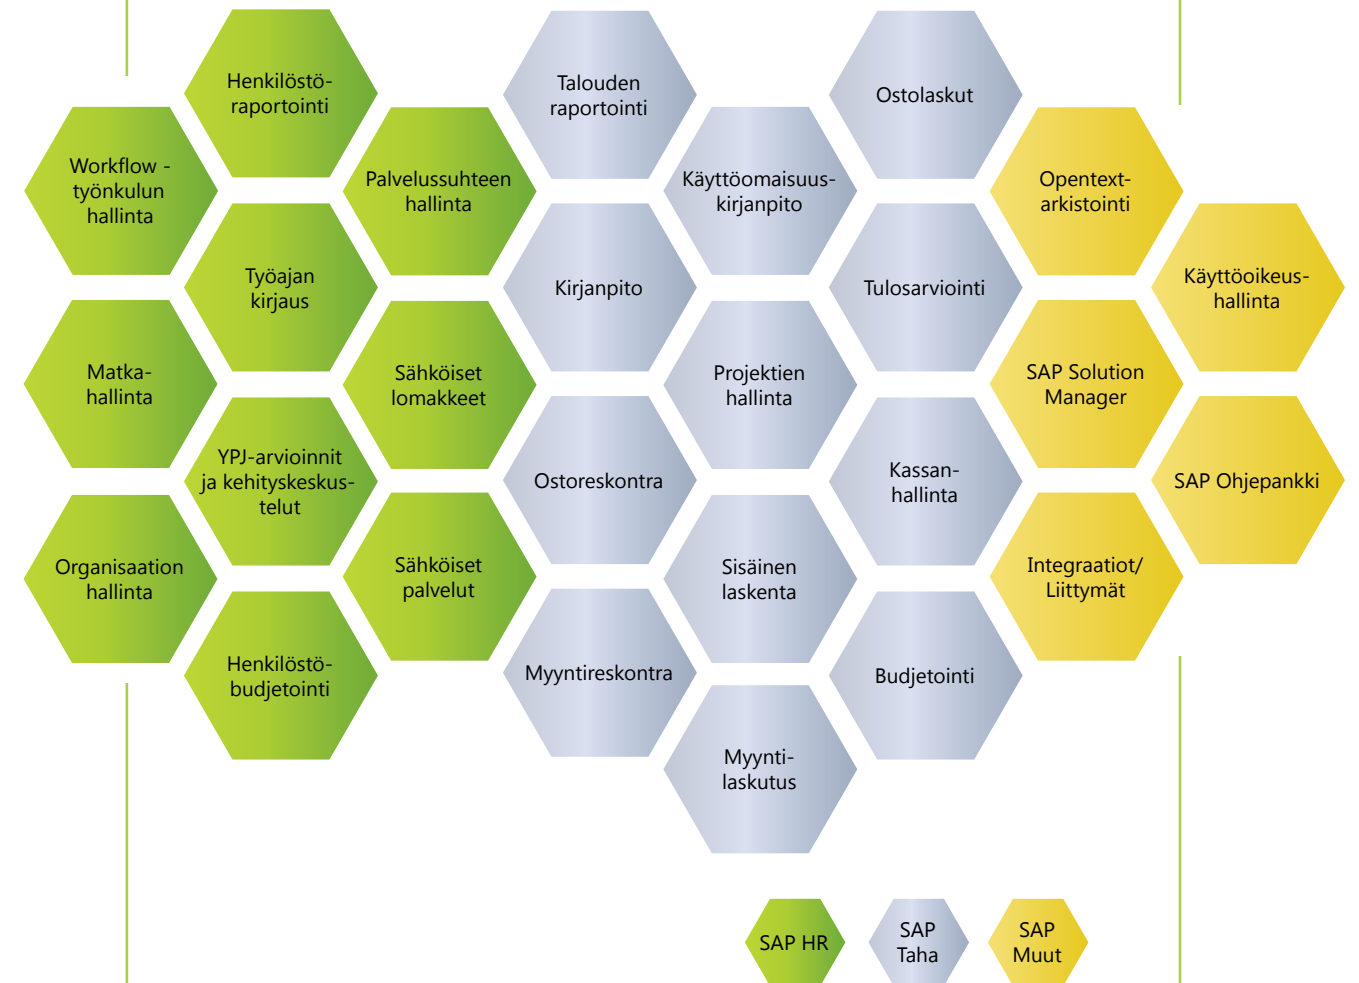 Henkilöstö-
raportointi
Talouden
raportointi
Ostolaskut
Workflow -
työnkulun
hallinta
Palvelussuhteen
hallinta
Käyttöomaisuus-
kirjanpito
Opentext-
arkistointi
Työajan
kirjaus
Kirjanpito
Tulosarviointi
Käyttöoikeus-
hallinta
Matka-
hallinta
Sähköiset
lomakkeet
Projektien
hallinta
SAP Solution
Manager
YPJ-arvioinnit
ja kehityskeskus-
telut
Ostoreskontra
Kassan-
hallinta
SAP Ohjepankki
Organisaation
hallinta
Sähköiset
palvelut
Sisäinen
laskenta
Integraatiot/
Liittymät
Henkilöstö-
budjetointi
Myyntireskontra
Budjetointi
Myynti-
laskutus
SAP HR
SAP
Taha
SAP
Muut